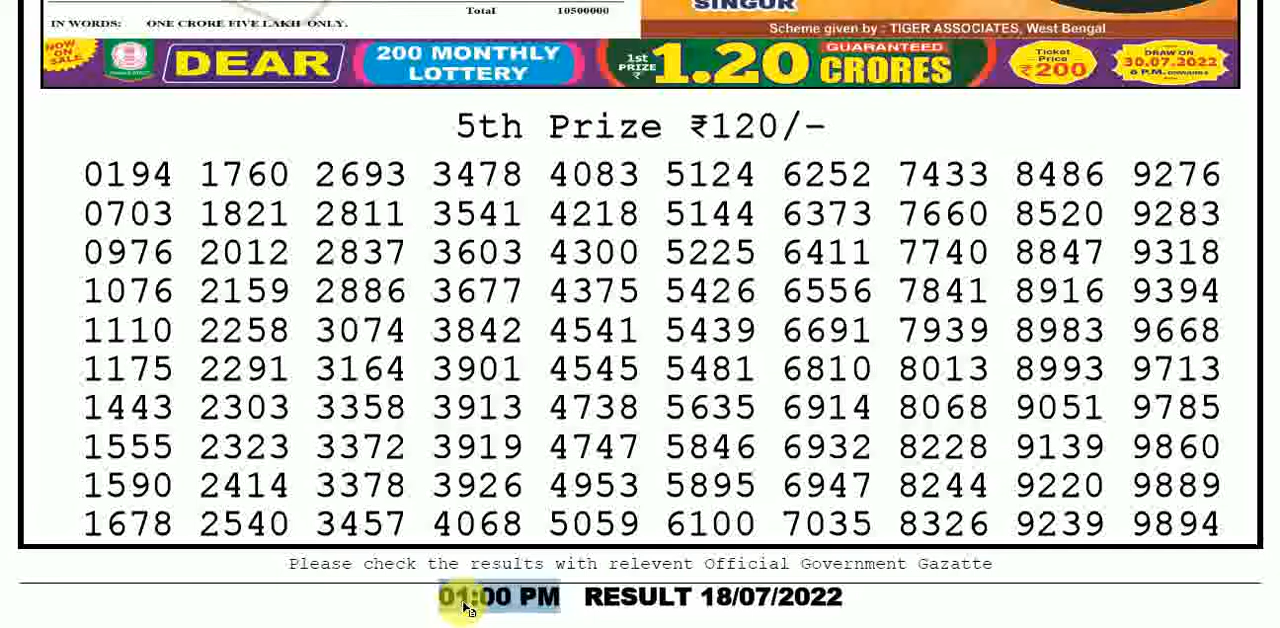 SINGUR
Total 10500000
IN WORDS: ONE CRORE FIVE LAKH ONLY.
Scheme given by : TIGER ASSOCIATES, West Bengal
NOW ON SALE
DEAR
200 MONTHLY LOTTERY
1st PRIZE ₹ 1.20 GUARANTEED CRORES
Ticket Price ₹200
DRAW ON 30.07.2022
5th Prize ₹120/-
0194 1760 2693 3478 4083 5124 6252 7433 8486 9276
0703 1821 2811 3541 4218 5144 6373 7660 8520 9283
0976 2012 2837 3603 4300 5225 6411 7740 8847 9318
1076 2159 2886 3677 4375 5426 6556 7841 8916 9394
1110 2258 3074 3842 4541 5439 6691 7939 8983 9668
1175 2291 3164 3901 4545 5481 6810 8013 8993 9713
1443 2303 3358 3913 4738 5635 6914 8068 9051 9785
1555 2323 3372 3919 4747 5846 6932 8228 9139 9860
1590 2414 3378 3926 4953 5895 6947 8244 9220 9889
1678 2540 3457 4068 5059 6100 7035 8326 9239 9894
Please check the results with relevent Official Government Gazatte
01:00 PM RESULT 18/07/2022